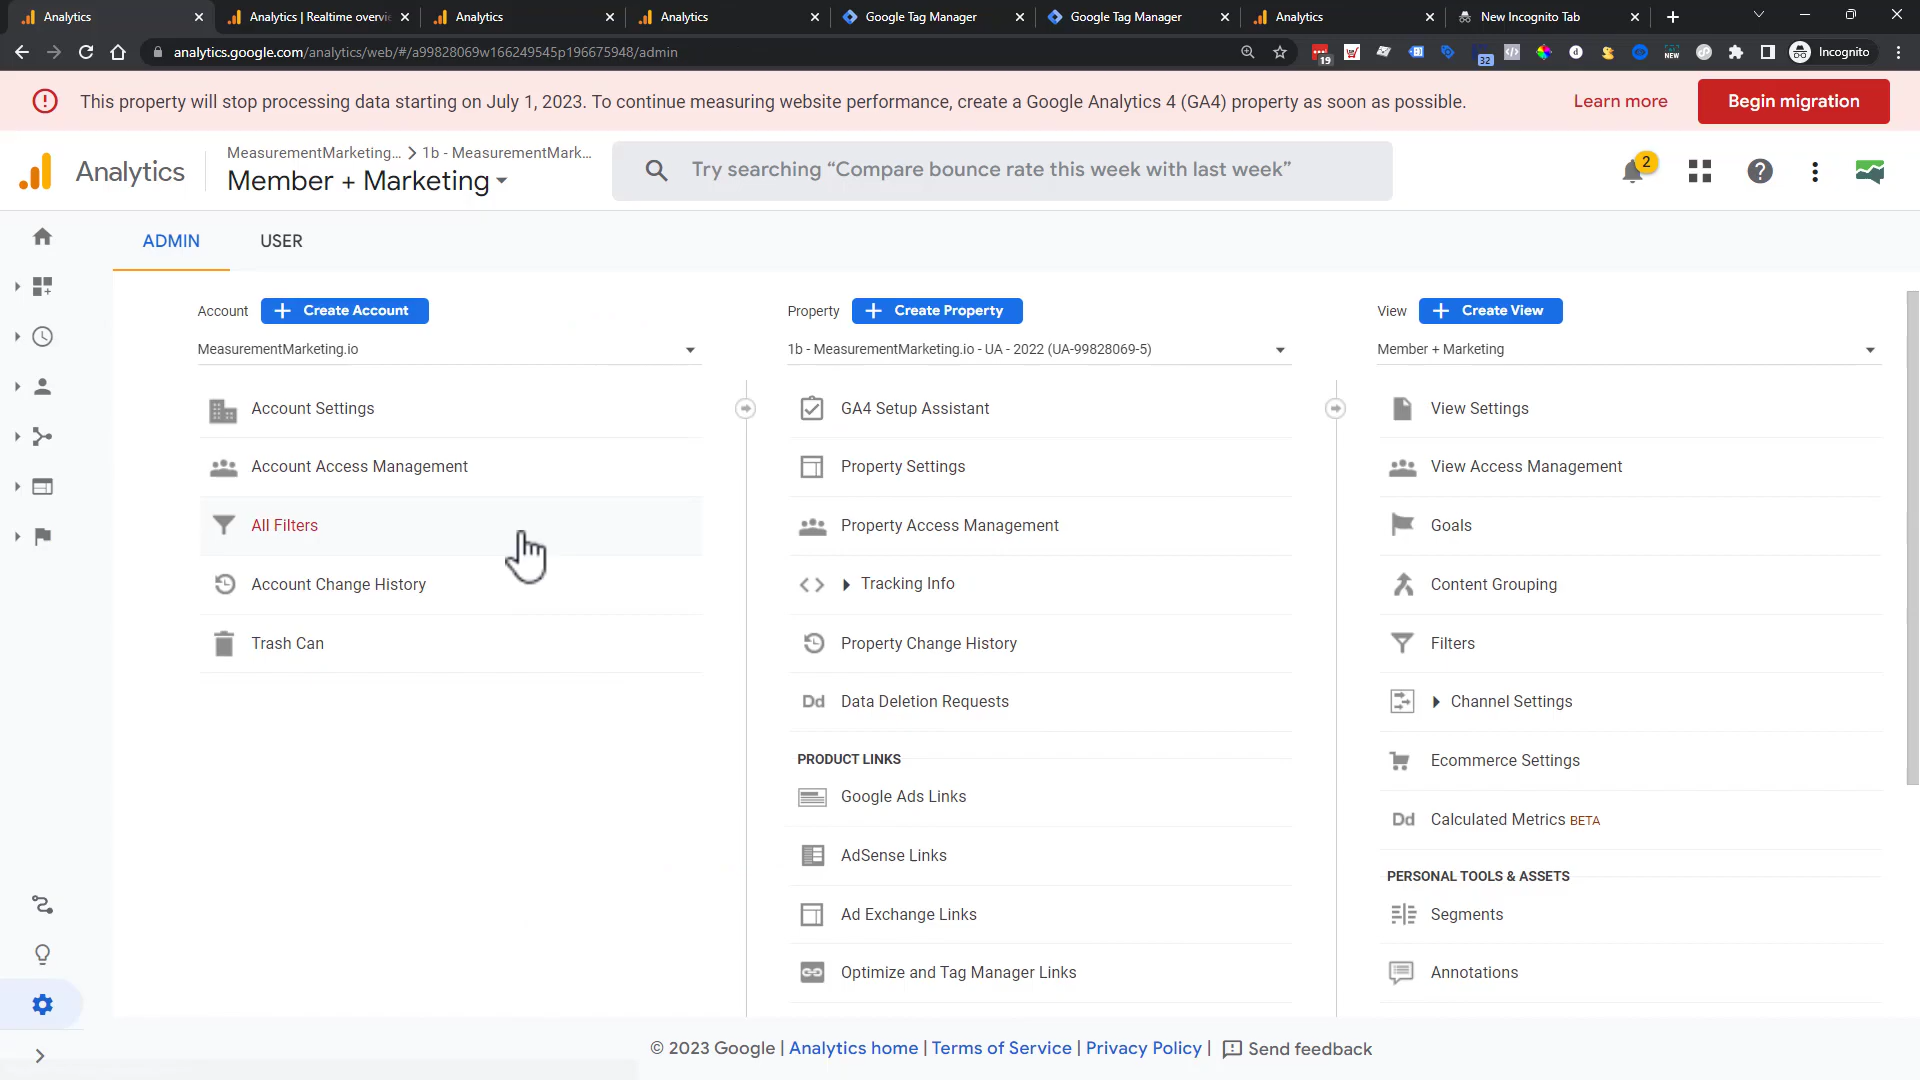 Analytics
Analytics | Realtime overvi
Analytics
Analytics
Google Tag Manager
Google Tag Manager
Analytics
New Incognito Tab
analytics.google.com/analytics/web/#/a99828069w166249545p196675948/admin
19
32
NEW
Incognito
This property will stop processing data starting on July 1, 2023. To continue measuring website performance, create a Google Analytics 4 (GA4) property as soon as possible.
Learn more
Begin migration
Analytics
MeasurementMarketing... > 1b - MeasurementMark...
Member + Marketing
Try searching “Compare bounce rate this week with last week”
2
ADMIN
USER
Account
+ Create Account
MeasurementMarketing.io
Account Settings
Account Access Management
All Filters
Account Change History
Trash Can
Property
+ Create Property
1b - MeasurementMarketing.io - UA - 2022 (UA-99828069-5)
GA4 Setup Assistant
Property Settings
Property Access Management
Tracking Info
Property Change History
Dd Data Deletion Requests
PRODUCT LINKS
Google Ads Links
AdSense Links
Ad Exchange Links
Optimize and Tag Manager Links
View
+ Create View
Member + Marketing
View Settings
View Access Management
Goals
Content Grouping
Filters
Channel Settings
Ecommerce Settings
Dd Calculated Metrics BETA
PERSONAL TOOLS & ASSETS
Segments
Annotations
© 2023 Google | Analytics home | Terms of Service | Privacy Policy | Send feedback